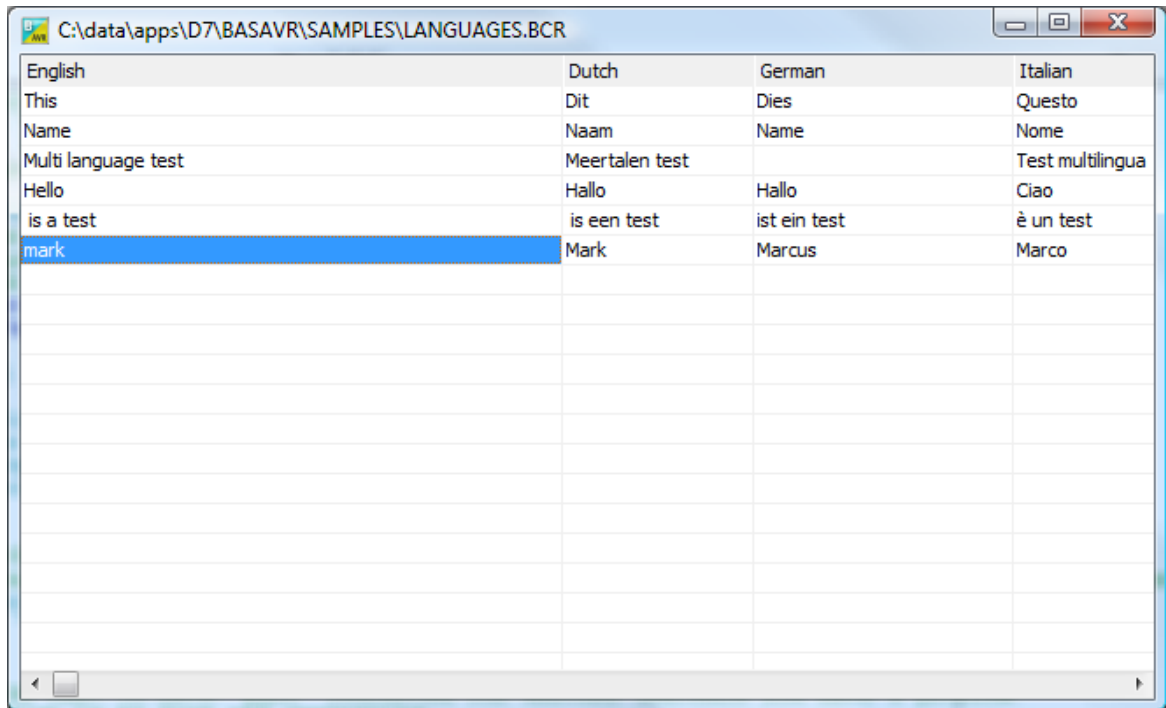 C:\data\apps\D7\BASAVR\SAMPLES\LANGUAGES.BCR
English Dutch German Italian
This Dit Dies Questo
Name Naam Name Nome
Multi language test Meertalen test Test multilingua
Hello Hallo Hallo Ciao
is a test is een test ist ein test è un test
mark Mark Marcus Marco